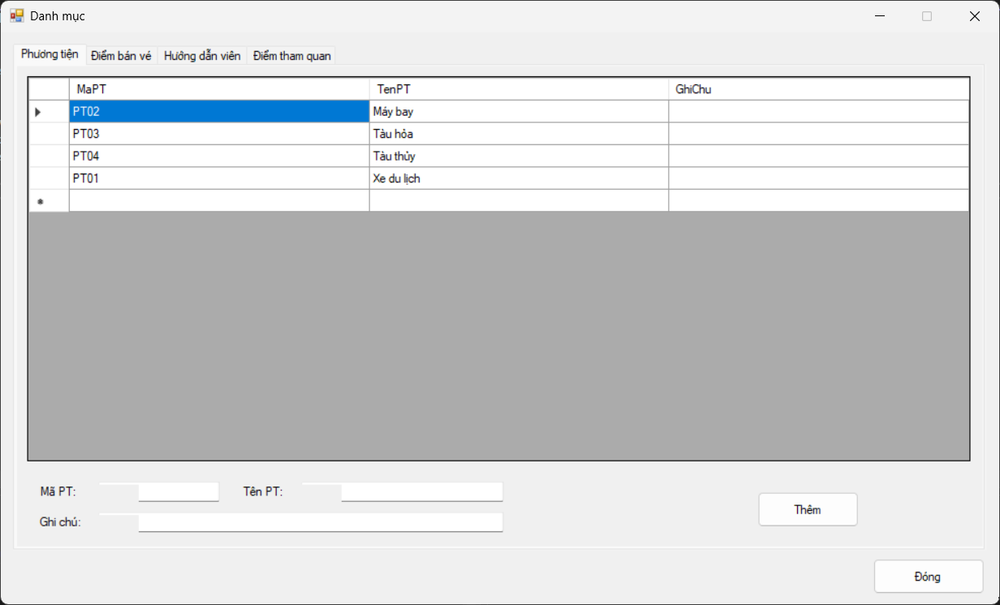 Danh mục
Phương tiện Điểm bán vé Hướng dẫn viên Điểm tham quan
MaPT TenPT GhiChu
PT02 Máy bay
PT03 Tàu hỏa
PT04 Tàu thủy
PT01 Xe du lịch
Mã PT: Tên PT:
Thêm
Ghi chú:
Đóng